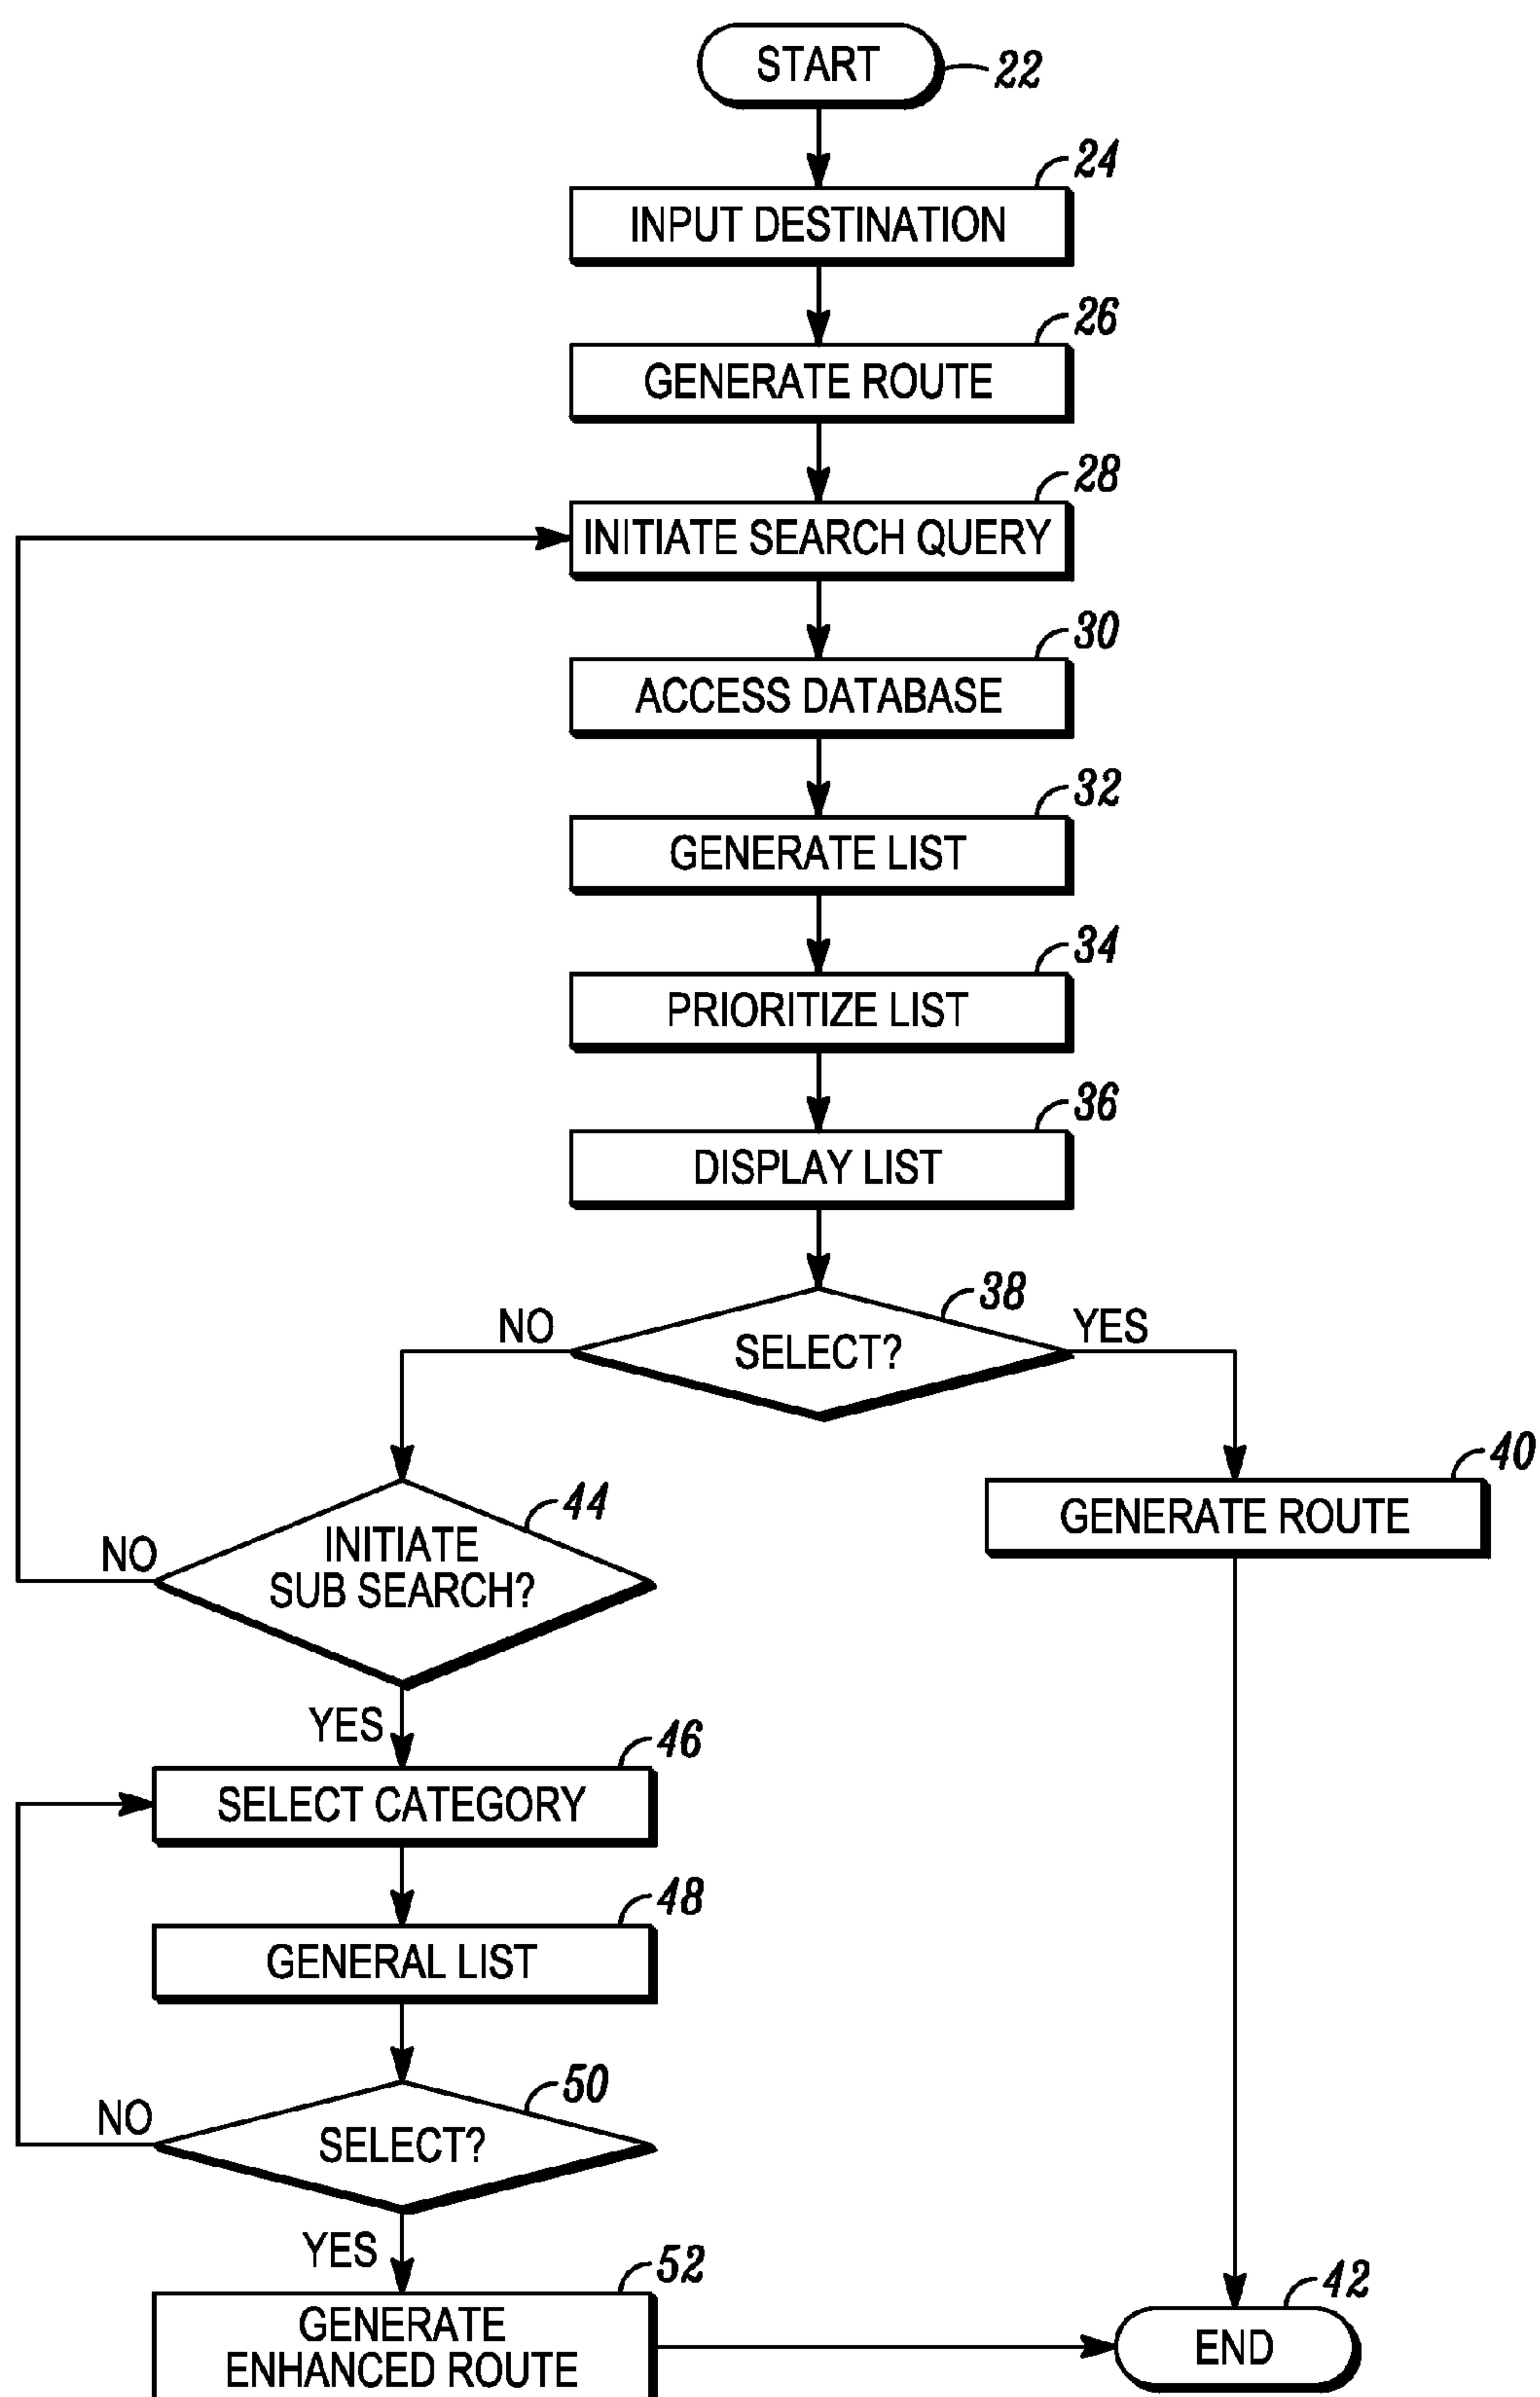 START
22
24
INPUT DESTINATION
26
GENERATE ROUTE
28
INITIATE SEARCH QUERY
30
ACCESS DATABASE
32
GENERATE LIST
34
PRIORITIZE LIST
36
DISPLAY LIST
38
NO
SELECT?
YES
40
GENERATE ROUTE
44
NO
INITIATE
SUB SEARCH?
YES
46
SELECT CATEGORY
48
GENERAL LIST
50
NO
SELECT?
YES
52
GENERATE
ENHANCED ROUTE
42
END